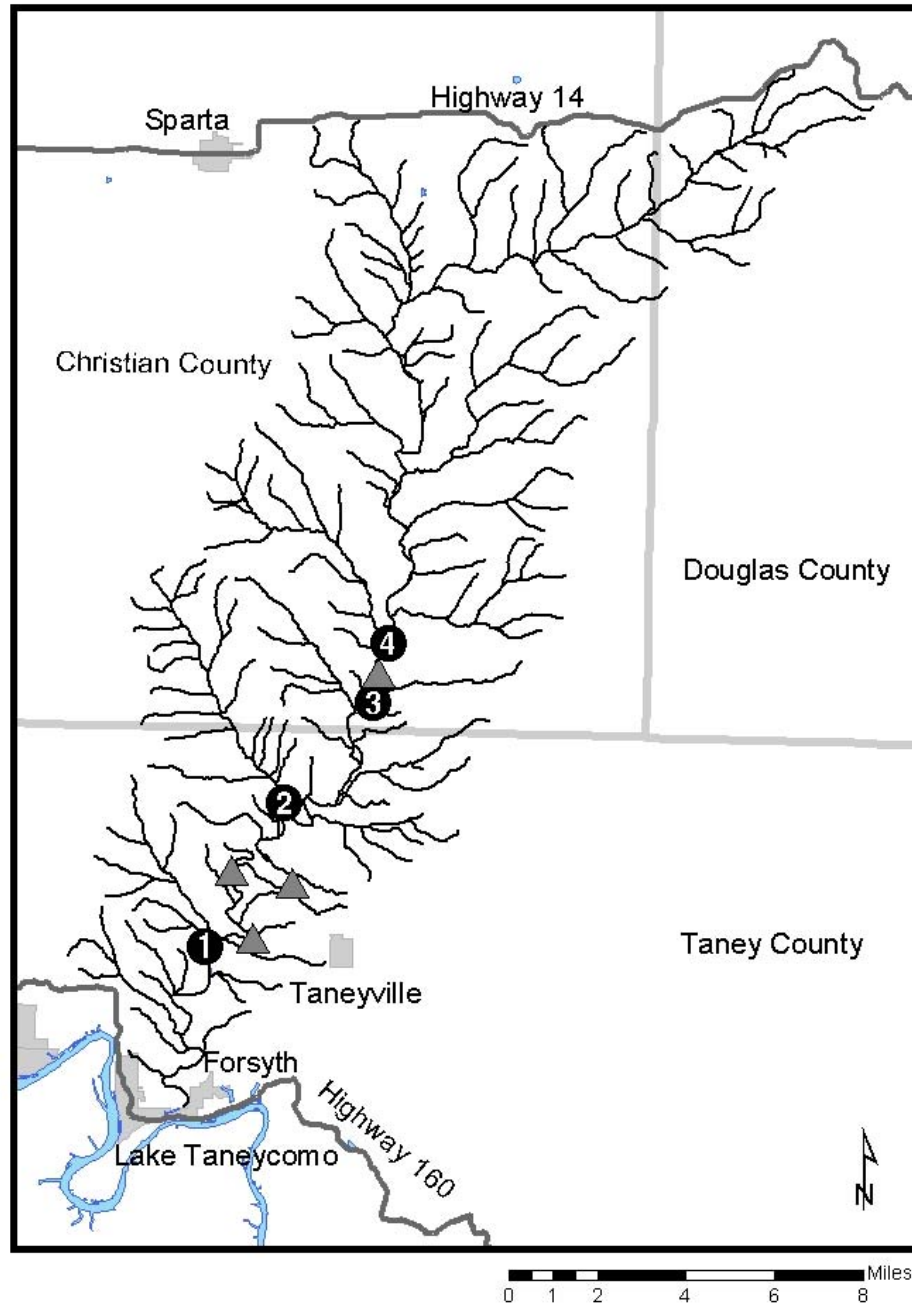 Highway 14
Sparta
Christian County
Douglas County
4
3
2
1
Taney County
Taneyville
Forsyth
Highway 160
Lake Taneycomo
N
Miles
0 1 2 4 6 8